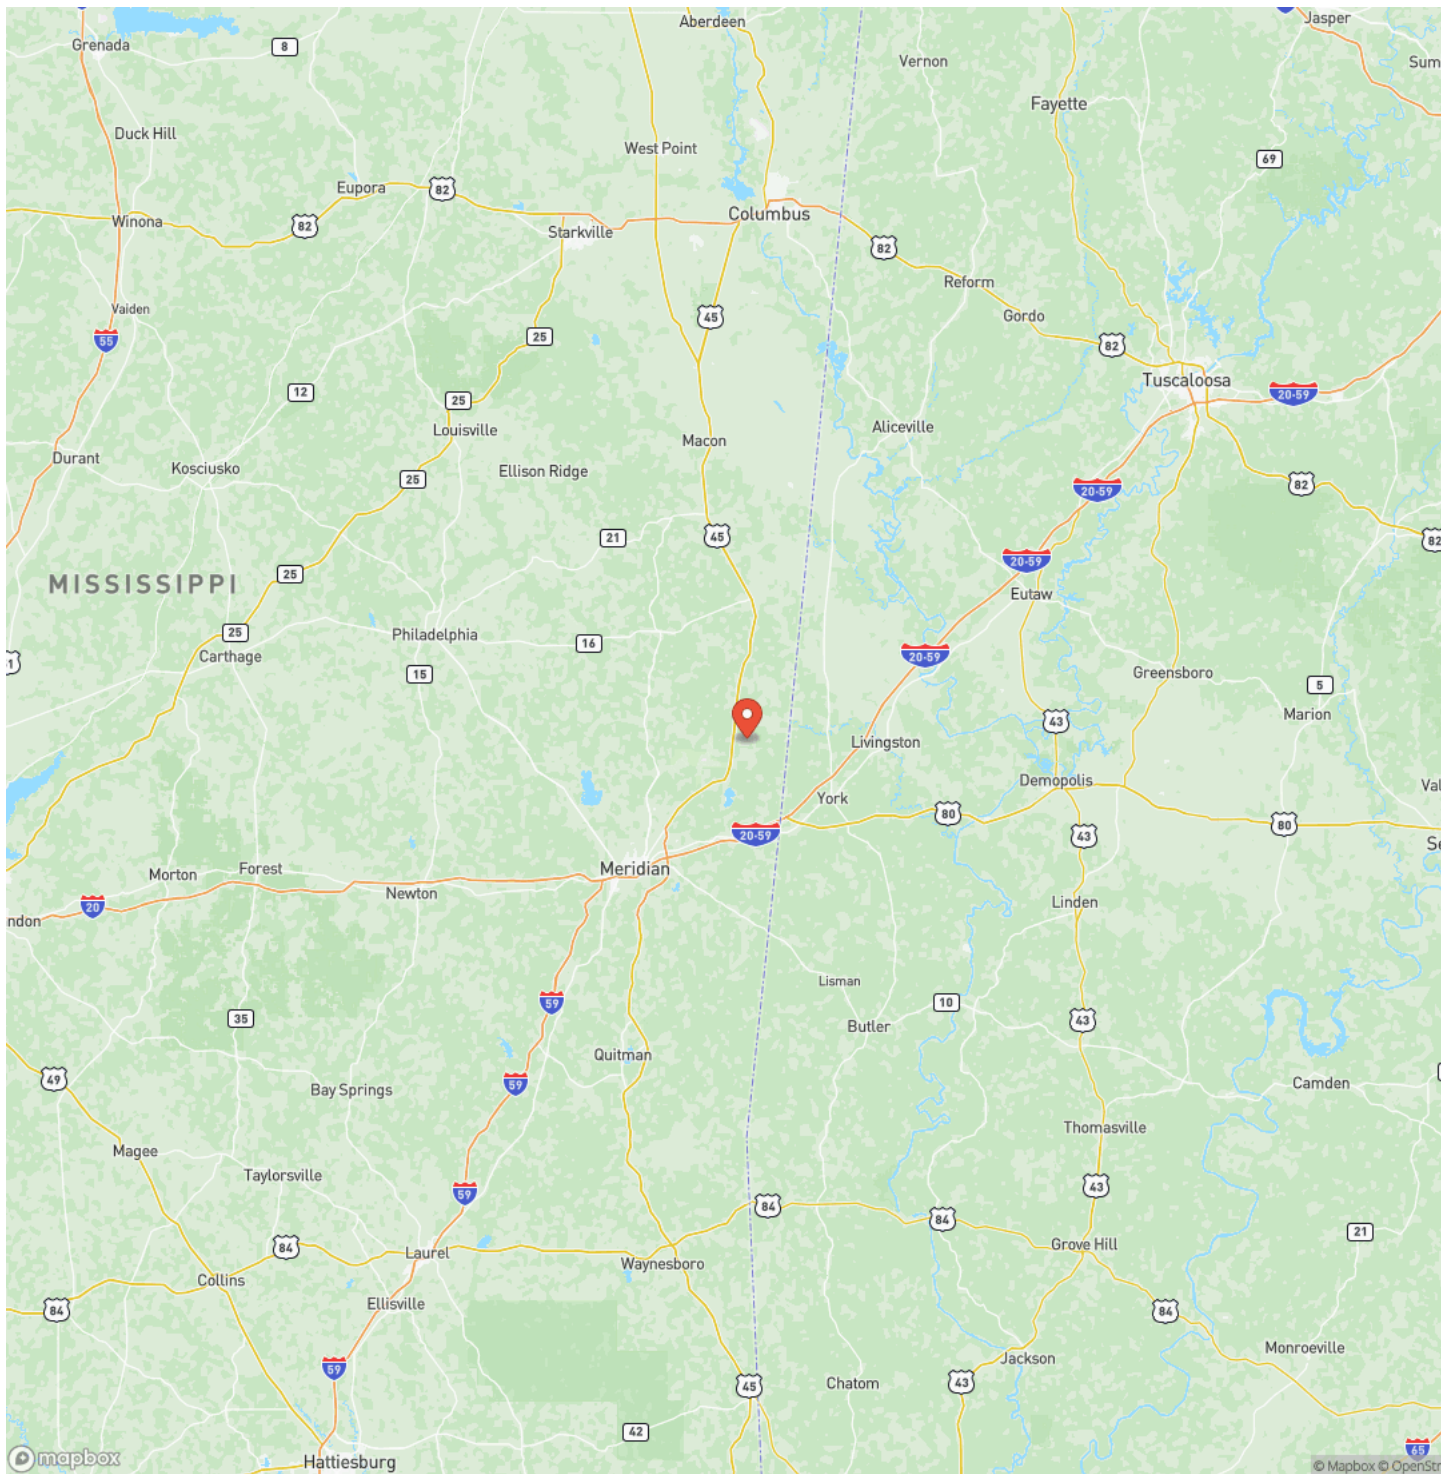 Aberdeen
Jasper
Grenada
8
Vernon
Sum
Fayette
Duck Hill
West Point
69
Eupora
82
Winona
82
Columbus
Starkville
82
Reform
Vaiden
45
Gordo
55
25
82
Tuscaloosa
12
25
20-59
Louisville
Aliceville
Macon
Durant
Kosciusko
Ellison Ridge
25
20-59
82
21
45
82
20-59
MISSISSIPPI
25
Eutaw
25
Philadelphia
16
Carthage
20-59
15
Greensboro
5
Marion
43
Livingston
Demopolis
Val
York
80
80
20-59
43
Se
Forest
Meridian
Morton
Newton
20
Linden
ndon
Lisman
59
10
35
43
Butler
Quitman
49
59
Bay Springs
Camden
Thomasville
Magee
Taylorsville
43
59
84
84
21
84
Laurel
Grove Hill
Waynesboro
Collins
Ellisville
84
84
Monroeville
Jackson
59
Chatom
45
43
42
65
mapbox
Hattiesburg
© Mapbox © OpenStr